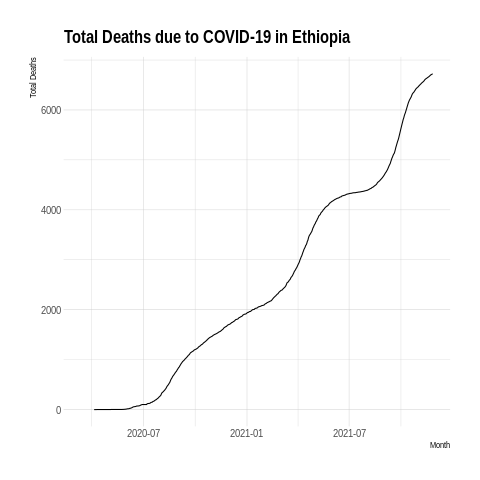 Total Deaths due to COVID-19 in Ethiopia
Total Deaths
6000
4000
2000
0
2020-07 2021-01 2021-07
Month